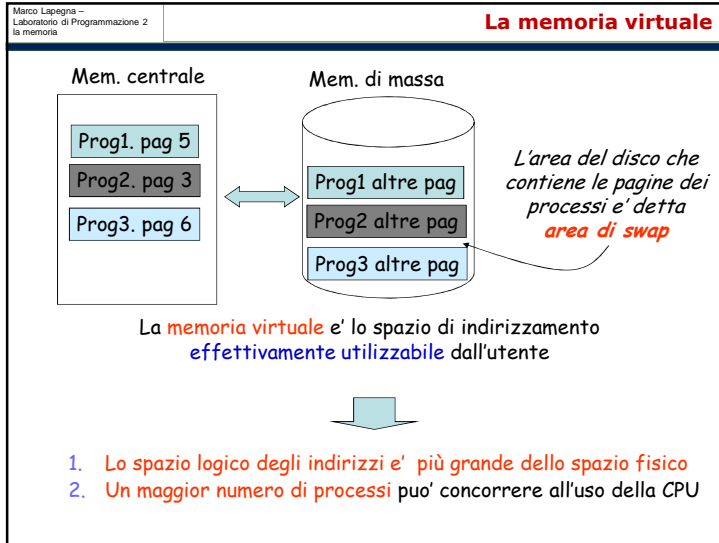 Marco Lapegna –
Laboratorio di Programmazione 2
la memoria
La memoria virtuale
Mem. centrale
Mem. di massa
Prog1. pag 5
Prog2. pag 3
Prog3. pag 6
Prog1 altre pag
Prog2 altre pag
Prog3 altre pag
L'area del disco che
contiene le pagine dei
processi e' detta
area di swap
La memoria virtuale e' lo spazio di indirizzamento
effettivamente utilizzabile dall'utente
1. Lo spazio logico degli indirizzi e' più grande dello spazio fisico
2. Un maggior numero di processi puo' concorrere all'uso della CPU